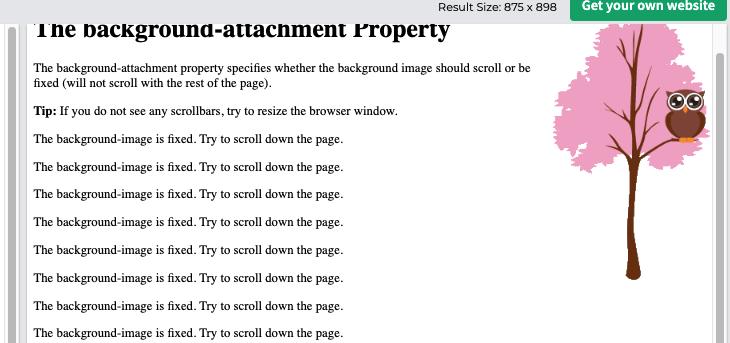 Result Size: 875 x 898
Get your own website
The background-attachment Property
The background-attachment property specifies whether the background image should scroll or be
fixed (will not scroll with the rest of the page).
Tip: If you do not see any scrollbars, try to resize the browser window.
The background-image is fixed. Try to scroll down the page.
The background-image is fixed. Try to scroll down the page.
The background-image is fixed. Try to scroll down the page.
The background-image is fixed. Try to scroll down the page.
The background-image is fixed. Try to scroll down the page.
The background-image is fixed. Try to scroll down the page.
The background-image is fixed. Try to scroll down the page.
The background-image is fixed. Try to scroll down the page.